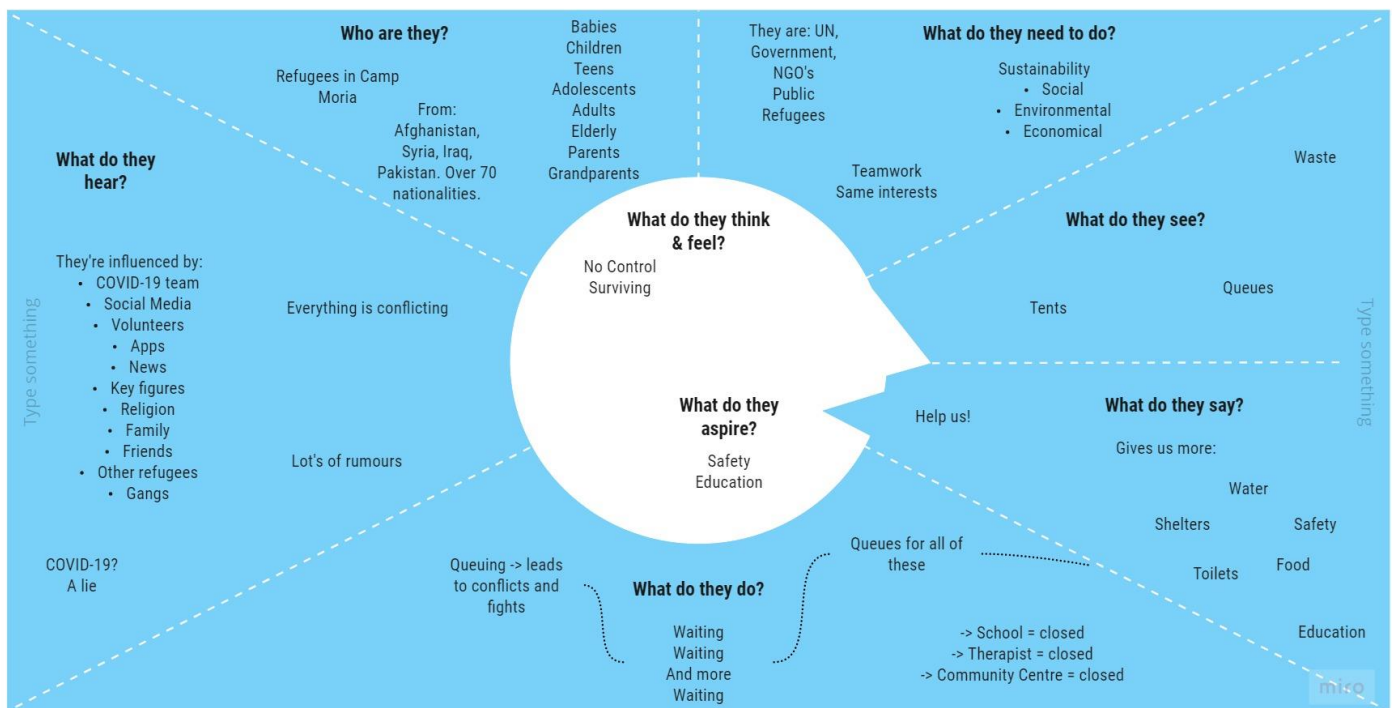 Who are they?
Refugees in Camp
Moria
From:
Afghanistan,
Syria, Iraq,
Pakistan. Over 70
nationalities.
Babies
Children
Teens
Adolescents
Adults
Elderly
Parents
Grandparents
They are: UN,
Government,
NGO's
Public
Refugees
What do they need to do?
Sustainability
• Social
• Environmental
• Economical
Teamwork
Same interests
What do they hear?
They're influenced by:
• COVID-19 team
• Social Media
• Volunteers
• Apps
• News
• Key figures
• Religion
• Family
• Friends
• Other refugees
• Gangs
Everything is conflicting
Lot's of rumours
COVID-19?
A lie
Type something
What do they think
& feel?
No Control
Surviving
What do they
aspire?
Safety
Education
Waste
What do they see?
Queues
Tents
Type something
What do they say?
Help us!
Gives us more:
Water
Shelters
Safety
Food
Toilets
Education
What do they do?
Queuing -> leads
to conflicts and
fights
Waiting
Waiting
And more
Waiting
Queues for all of
these
-> School = closed
-> Therapist = closed
-> Community Centre = closed
miro